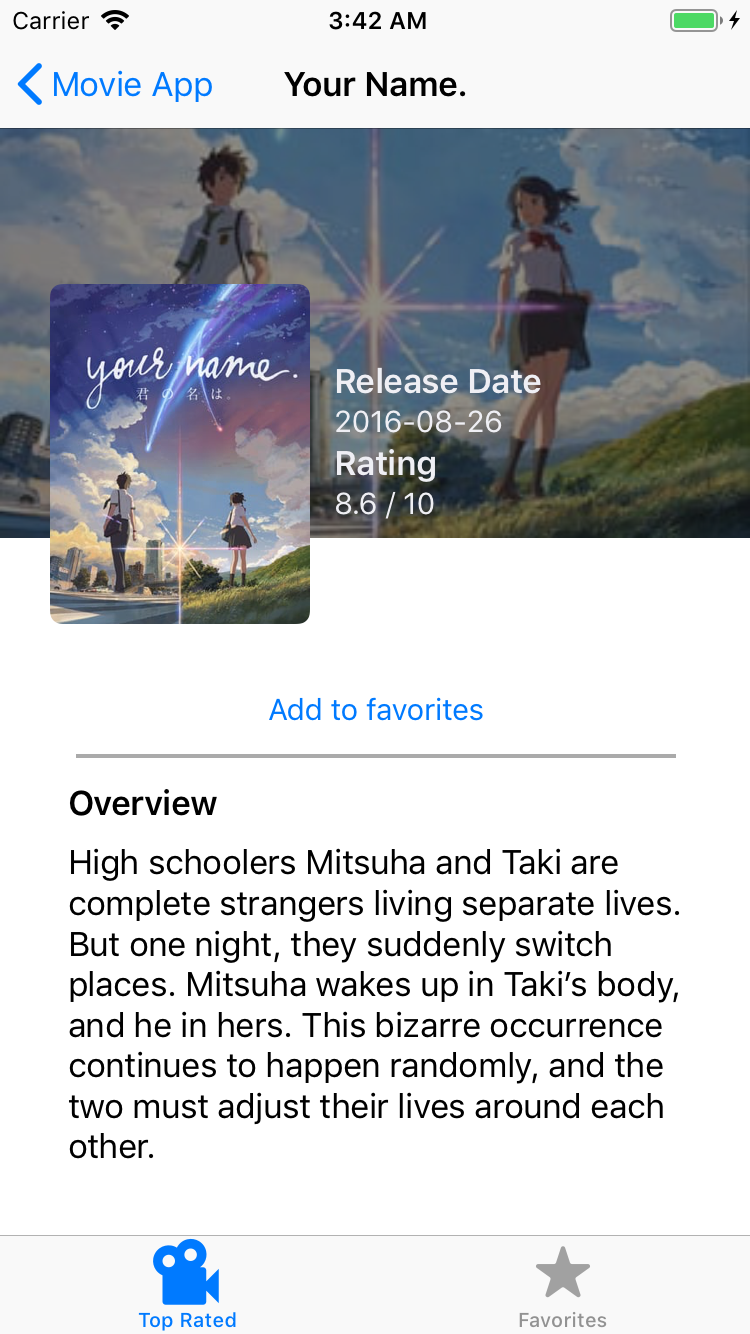 Carrier 3:42 AM
Movie App Your Name.
your name.
君の名は。
Release Date
2016-08-26
Rating
8.6 / 10
Add to favorites
Overview
High schoolers Mitsuha and Taki are
complete strangers living separate lives.
But one night, they suddenly switch
places. Mitsuha wakes up in Taki’s body,
and he in hers. This bizarre occurrence
continues to happen randomly, and the
two must adjust their lives around each
other.
Top Rated Favorites